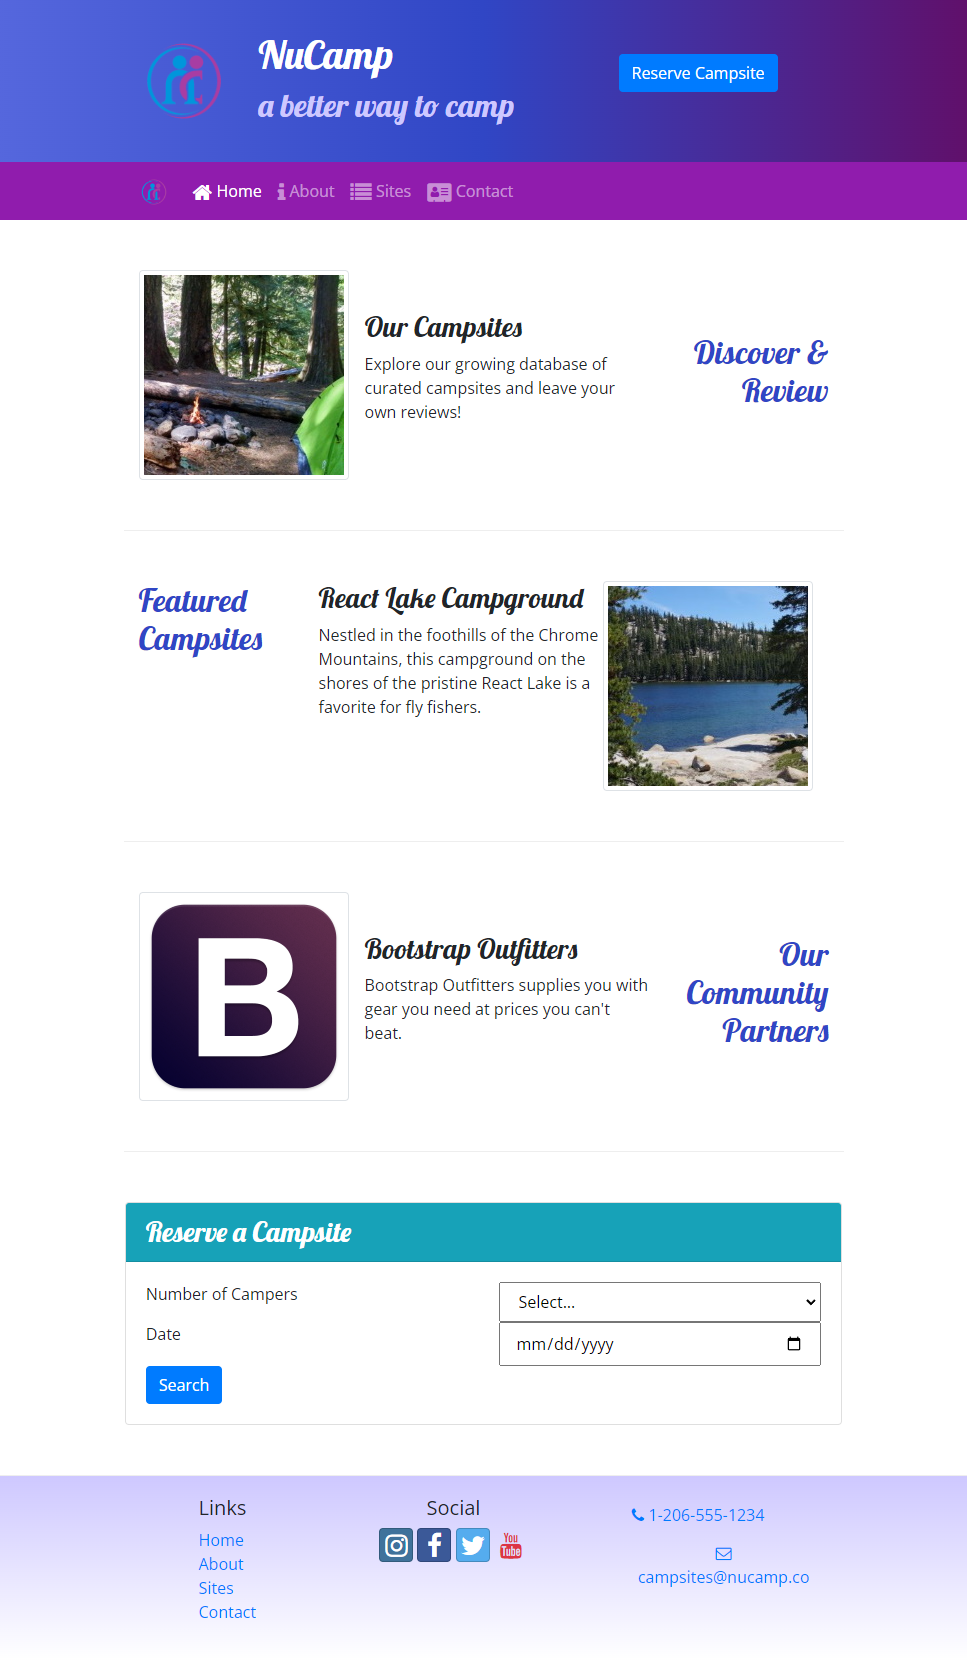 NuCamp
a better way to camp
Reserve Campsite
Home
About
Sites
Contact
Our Campsites
Explore our growing database of
curated campsites and leave your
own reviews!
Discover &
Review
Featured
Campsites
React Lake Campground
Nestled in the foothills of the Chrome
Mountains, this campground on the
shores of the pristine React Lake is a
favorite for fly fishers.
B
Bootstrap Outfitters
Bootstrap Outfitters supplies you with
gear you need at prices you can't
beat.
Our
Community
Partners
Reserve a Campsite
Number of Campers
Select...
Date
mm/dd/yyyy
Search
Links
Home
About
Sites
Contact
Social
You
Tube
1-206-555-1234
campsites@nucamp.co